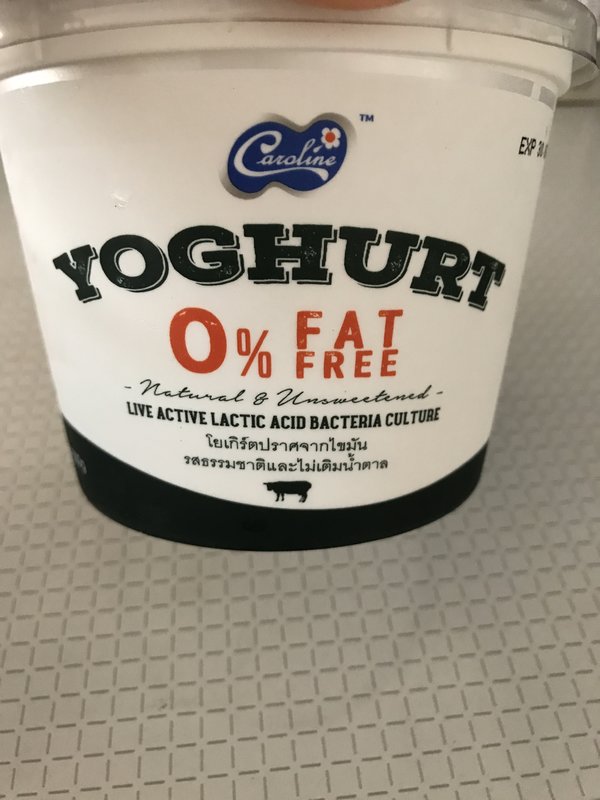 Caroline
TM
EXP 30
YOGHURT
0% FAT
FREE
- Natural & Unsweetened -
LIVE ACTIVE LACTIC ACID BACTERIA CULTURE
โยเกิร์ตปราศจากไขมัน
รสธรรมชาติและไม่เติมน้ำตาล